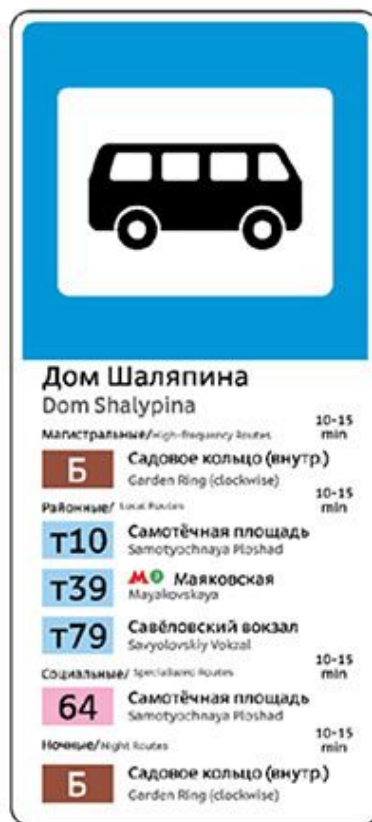 Дом Шаляпина
Dom Shalypina
Магистральные/High-frequency Routes 10-15 min
Б Садовое кольцо (внутр.)
Garden Ring (clockwise)
Районные/ Local Routes 10-15 min
т10 Самотёчная площадь
Samotyochnaya Ploshad
т39 М 2 Маяковская
Mayakovskaya
т79 Савёловский вокзал
Savyolovskiy Vokzal
Социальные/ Specialized Routes 10-15 min
64 Самотёчная площадь
Samotyochnaya Ploshad
Ночные/Night Routes 10-15 min
Б Садовое кольцо (внутр.)
Garden Ring (clockwise)